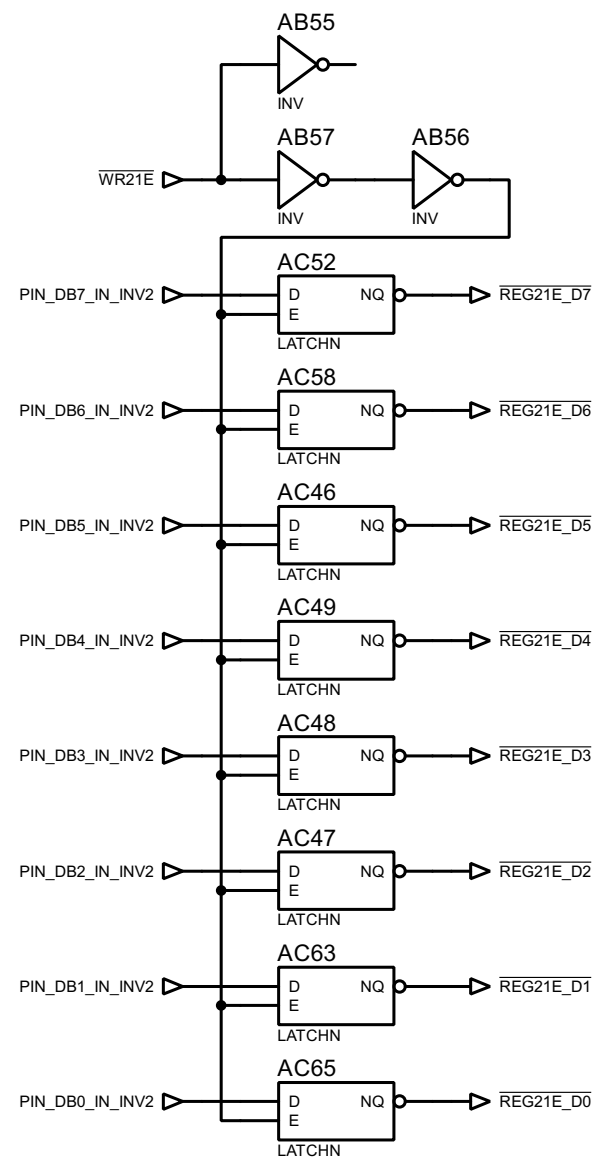 AB55
INV
AB57 AB56
WR21E
INV INV
AC52
PIN_DB7_IN_INV2 D NQ REG21E_D7
E
LATCHN
AC58
PIN_DB6_IN_INV2 D NQ REG21E_D6
E
LATCHN
AC46
PIN_DB5_IN_INV2 D NQ REG21E_D5
E
LATCHN
AC49
PIN_DB4_IN_INV2 D NQ REG21E_D4
E
LATCHN
AC48
PIN_DB3_IN_INV2 D NQ REG21E_D3
E
LATCHN
AC47
PIN_DB2_IN_INV2 D NQ REG21E_D2
E
LATCHN
AC63
PIN_DB1_IN_INV2 D NQ REG21E_D1
E
LATCHN
AC65
PIN_DB0_IN_INV2 D NQ REG21E_D0
E
LATCHN